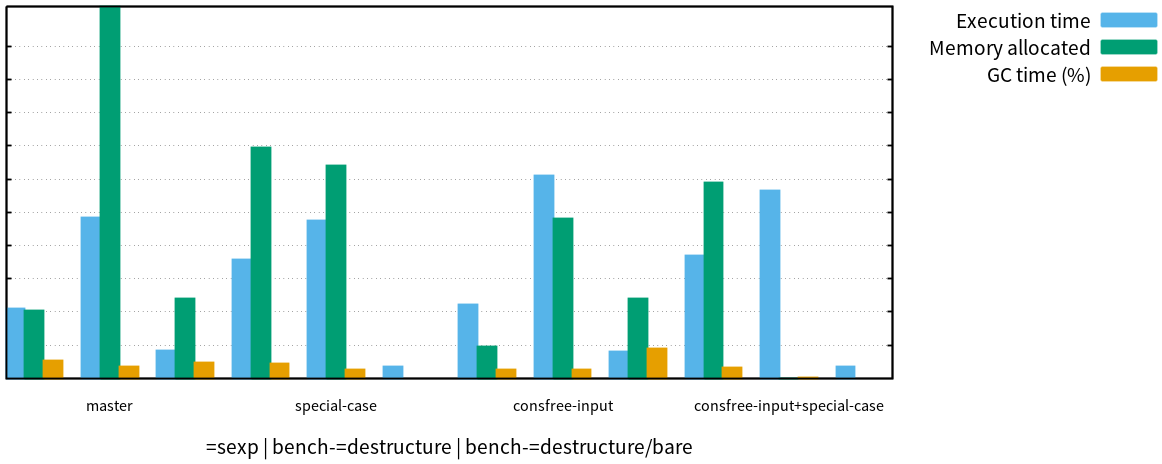 Execution time
Memory allocated
GC time (%)
master
special-case
consfree-input
consfree-input+special-case
=sexp | bench-=destructure | bench-=destructure/bare